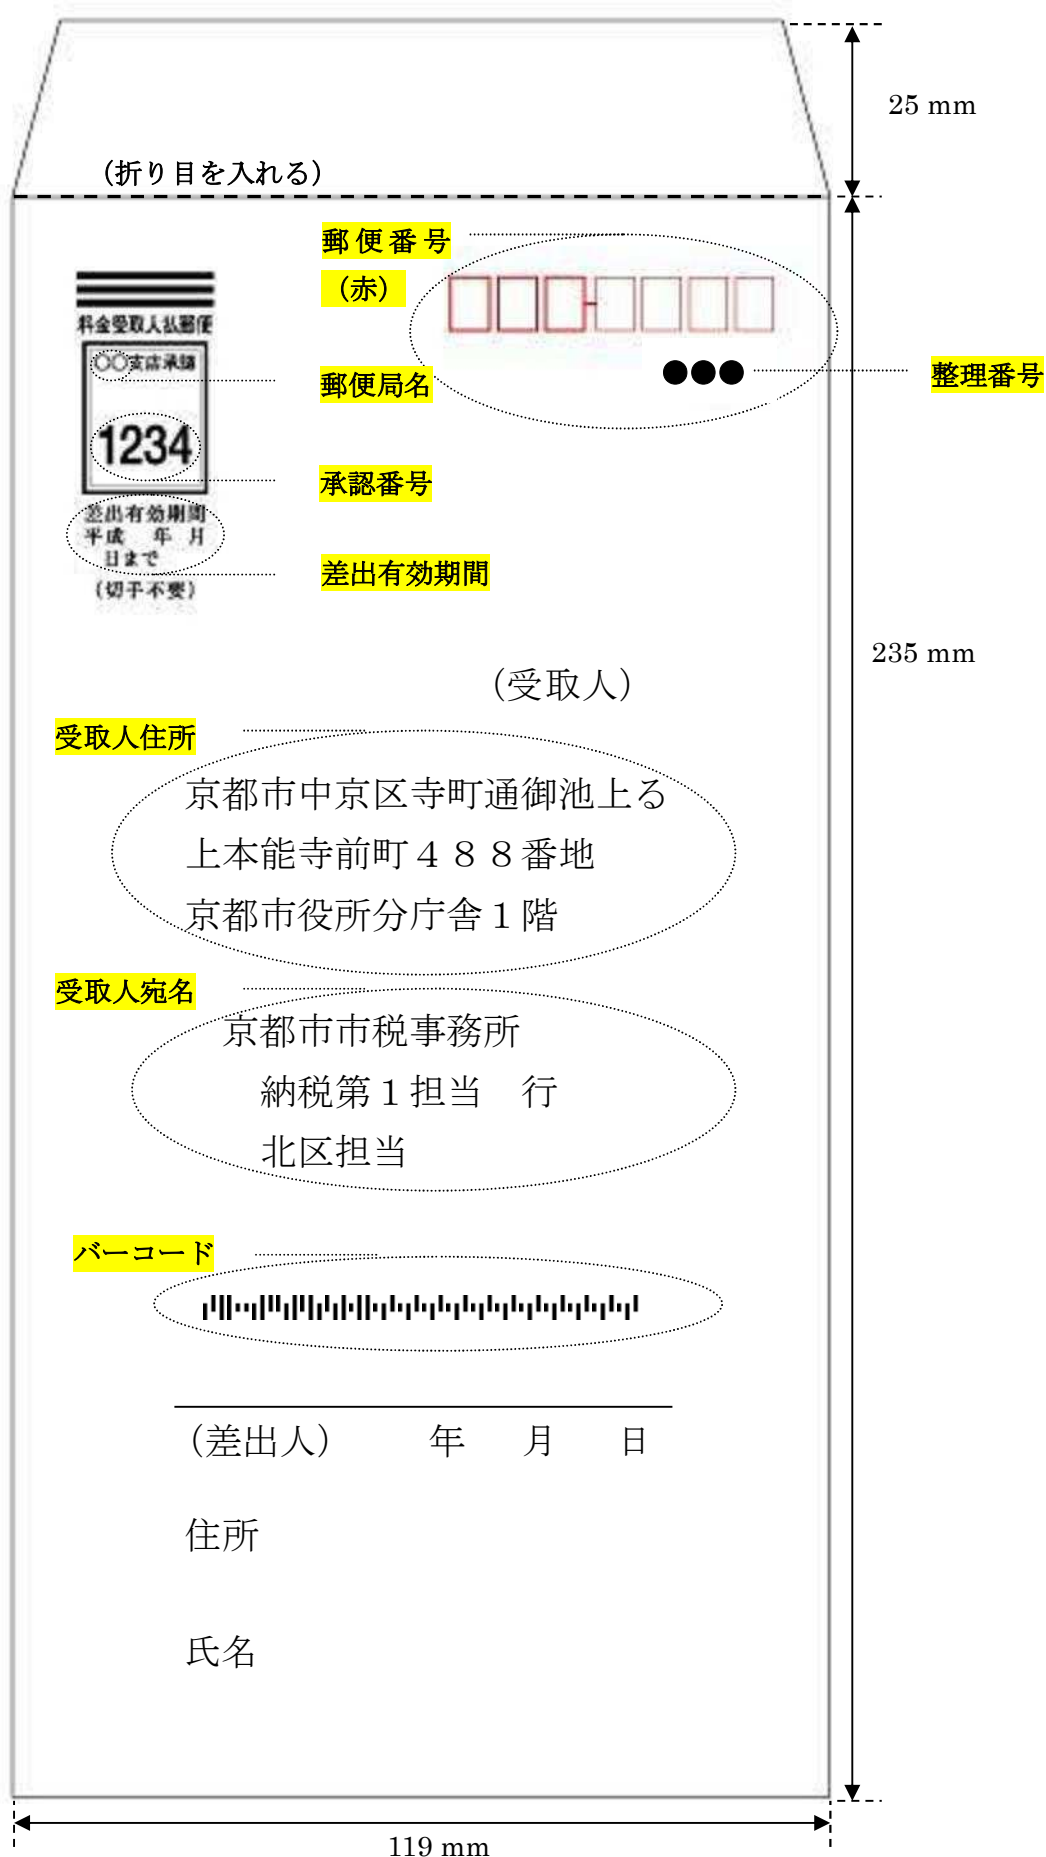 25 mm
（折り目を入れる）
郵便番号
（赤）
料金受取人払郵便
○○支店承認
●●●
整理番号
郵便局名
1234
承認番号
差出有効期間
平成　年　月
日まで
差出有効期間
（切手不要）
235 mm
（受取人）
受取人住所
京都市中京区寺町通御池上る
上本能寺前町４８８番地
京都市役所分庁舎１階
受取人宛名
京都市市税事務所
納税第１担当　行
北区担当
バーコード
（差出人）　　年　月　日
住所
氏名
119 mm